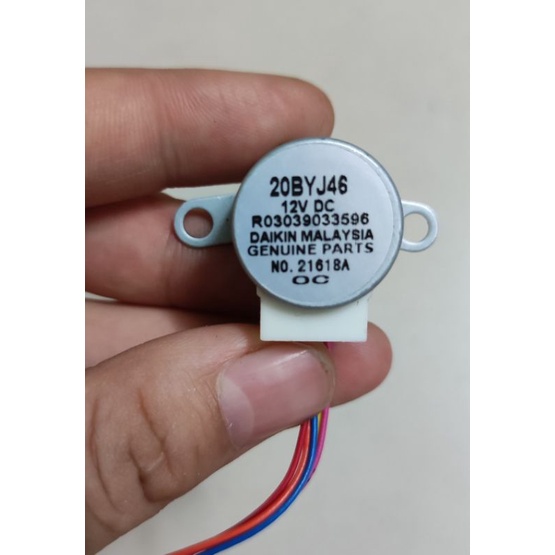 20BYJ46
12V DC
R03039033596
DAIKIN MALAYSIA
GENUINE PARTS
NO. 21618A
OC